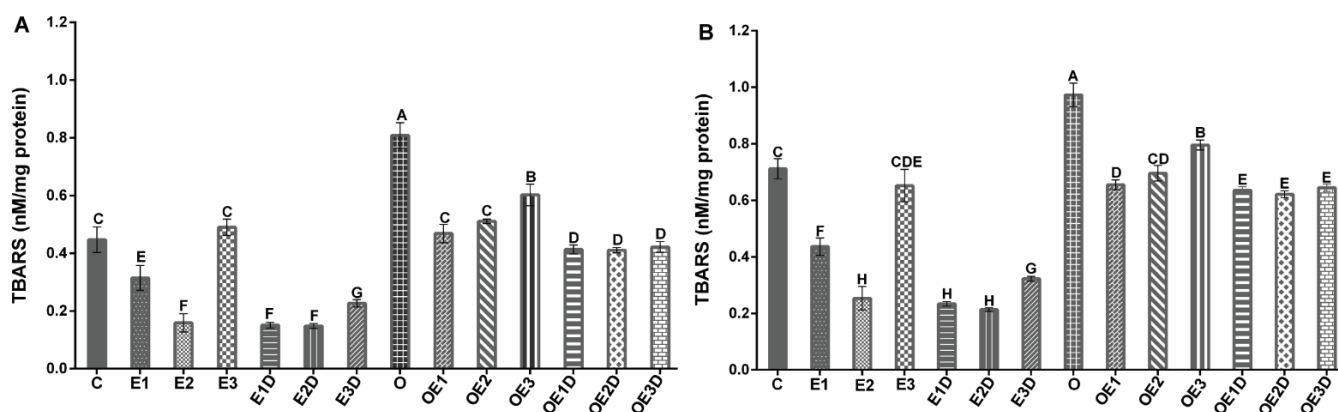 A
TBARS (nM/mg protein)
1.2
1.0
0.8
0.6
0.4
0.2
0.0
C
E
F
C
F
F
G
A
C
C
B
D
D
D
C
E1
E2
E3
E1D
E2D
E3D
O
OE1
OE2
OE3
OE1D
OE2D
OE3D
B
TBARS (nM/mg protein)
1.2
1.0
0.8
0.6
0.4
0.2
0.0
C
F
H
CDE
H
H
G
A
D
CD
B
E
E
E
C
E1
E2
E3
E1D
E2D
E3D
O
OE1
OE2
OE3
OE1D
OE2D
OE3D